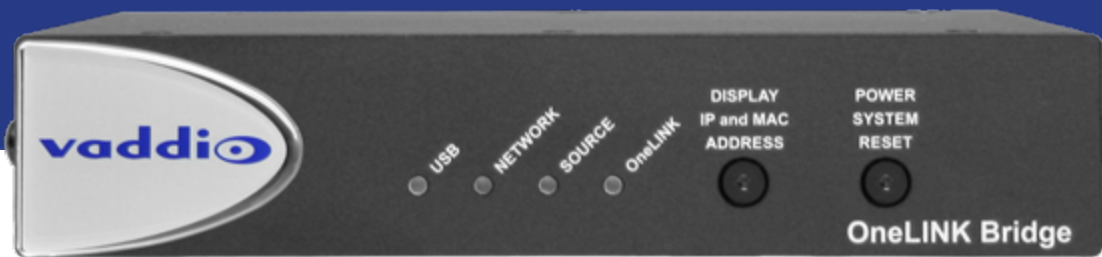 vaddio
USB
NETWORK
SOURCE
OneLINK
DISPLAY
IP and MAC
ADDRESS
POWER
SYSTEM
RESET
OneLINK Bridge